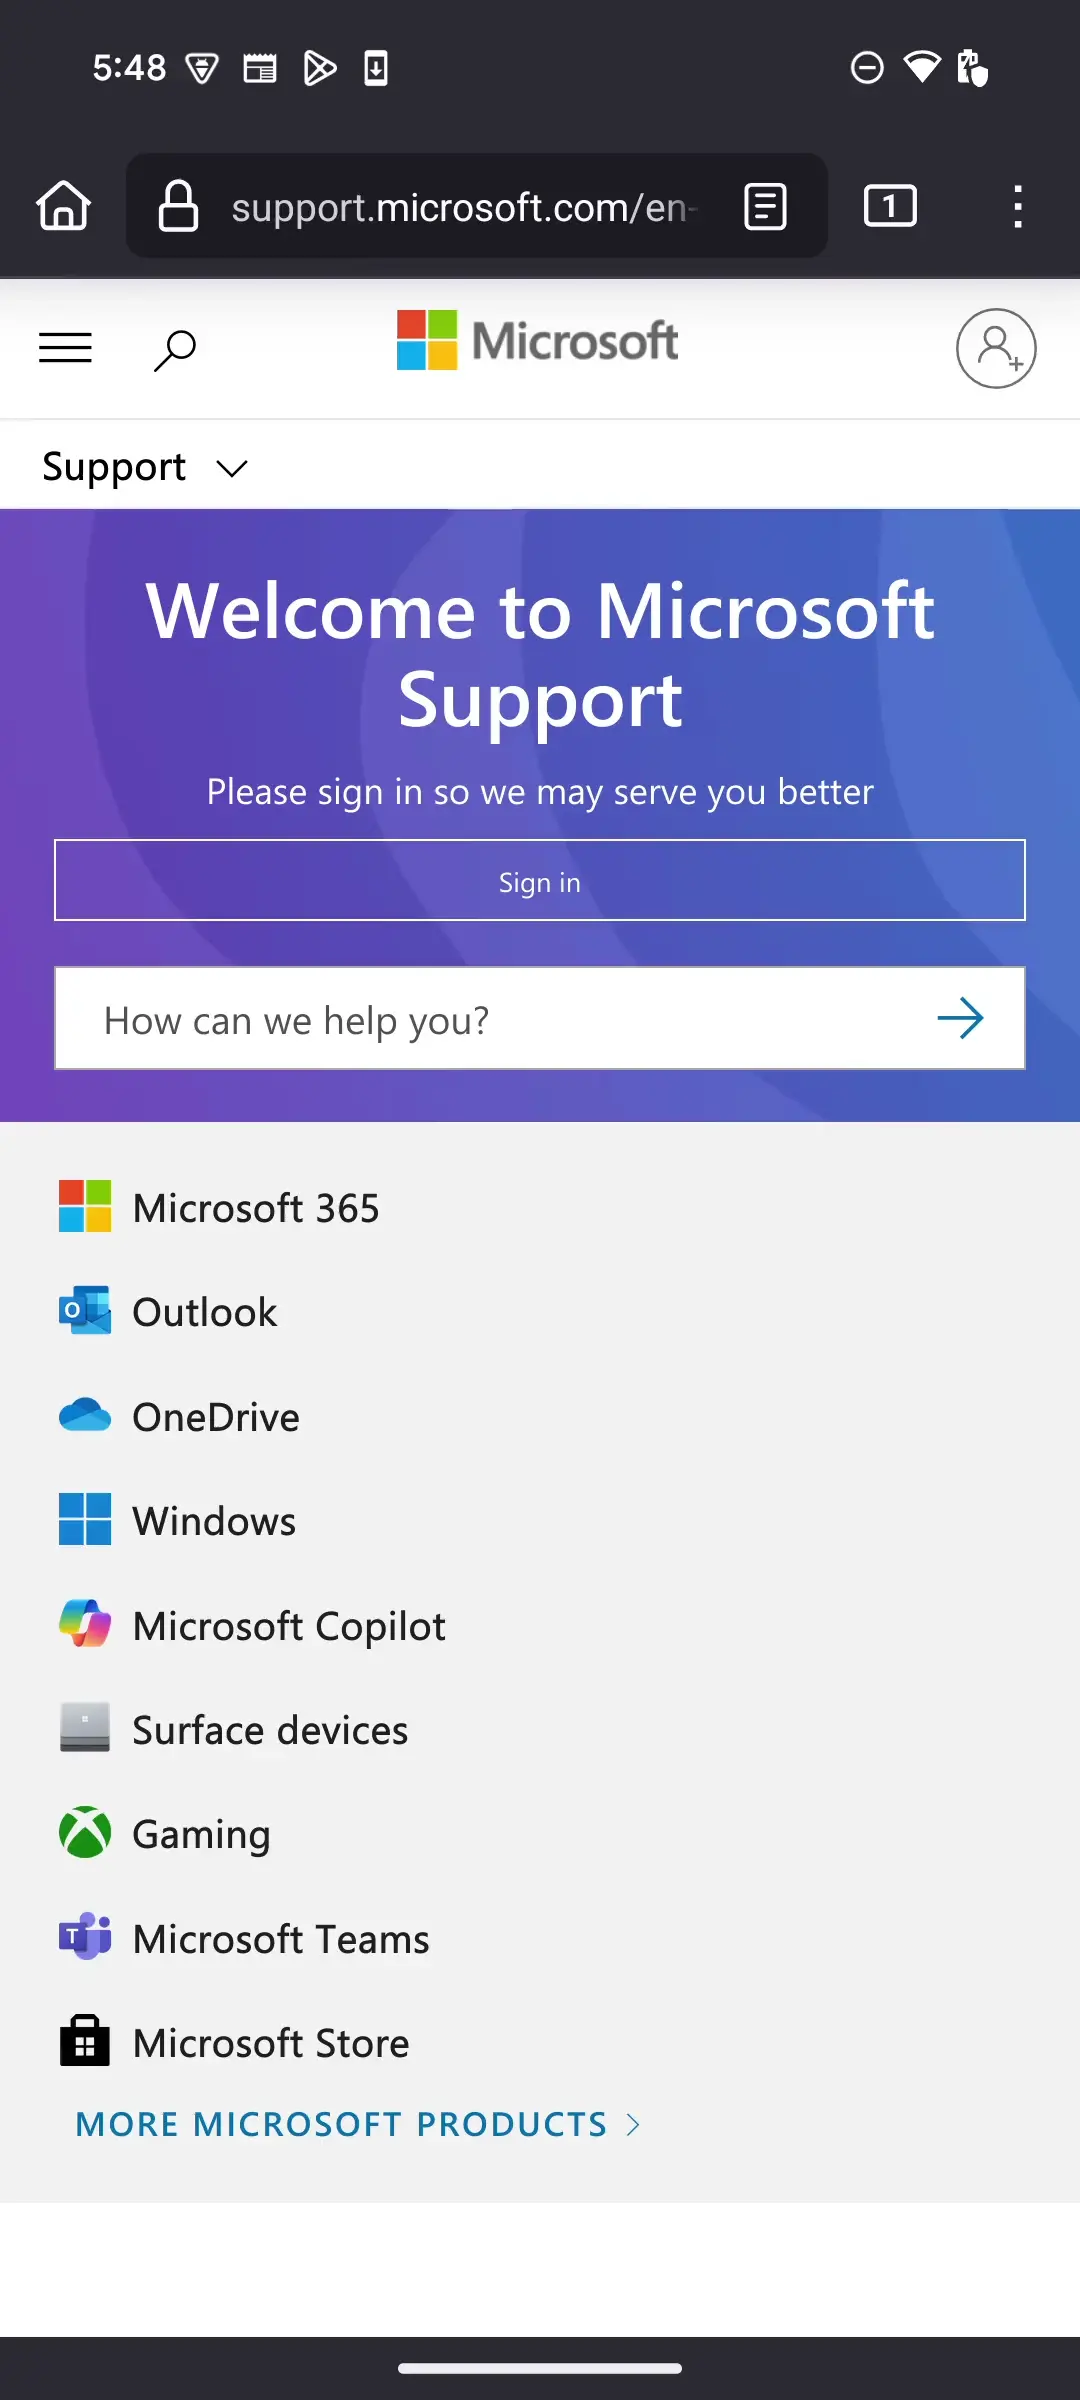 5:48
support.microsoft.com/en-
1
Microsoft
Support
Welcome to Microsoft
Support
Please sign in so we may serve you better
Sign in
How can we help you?
Microsoft 365
Outlook
OneDrive
Windows
Microsoft Copilot
Surface devices
Gaming
Microsoft Teams
Microsoft Store
MORE MICROSOFT PRODUCTS